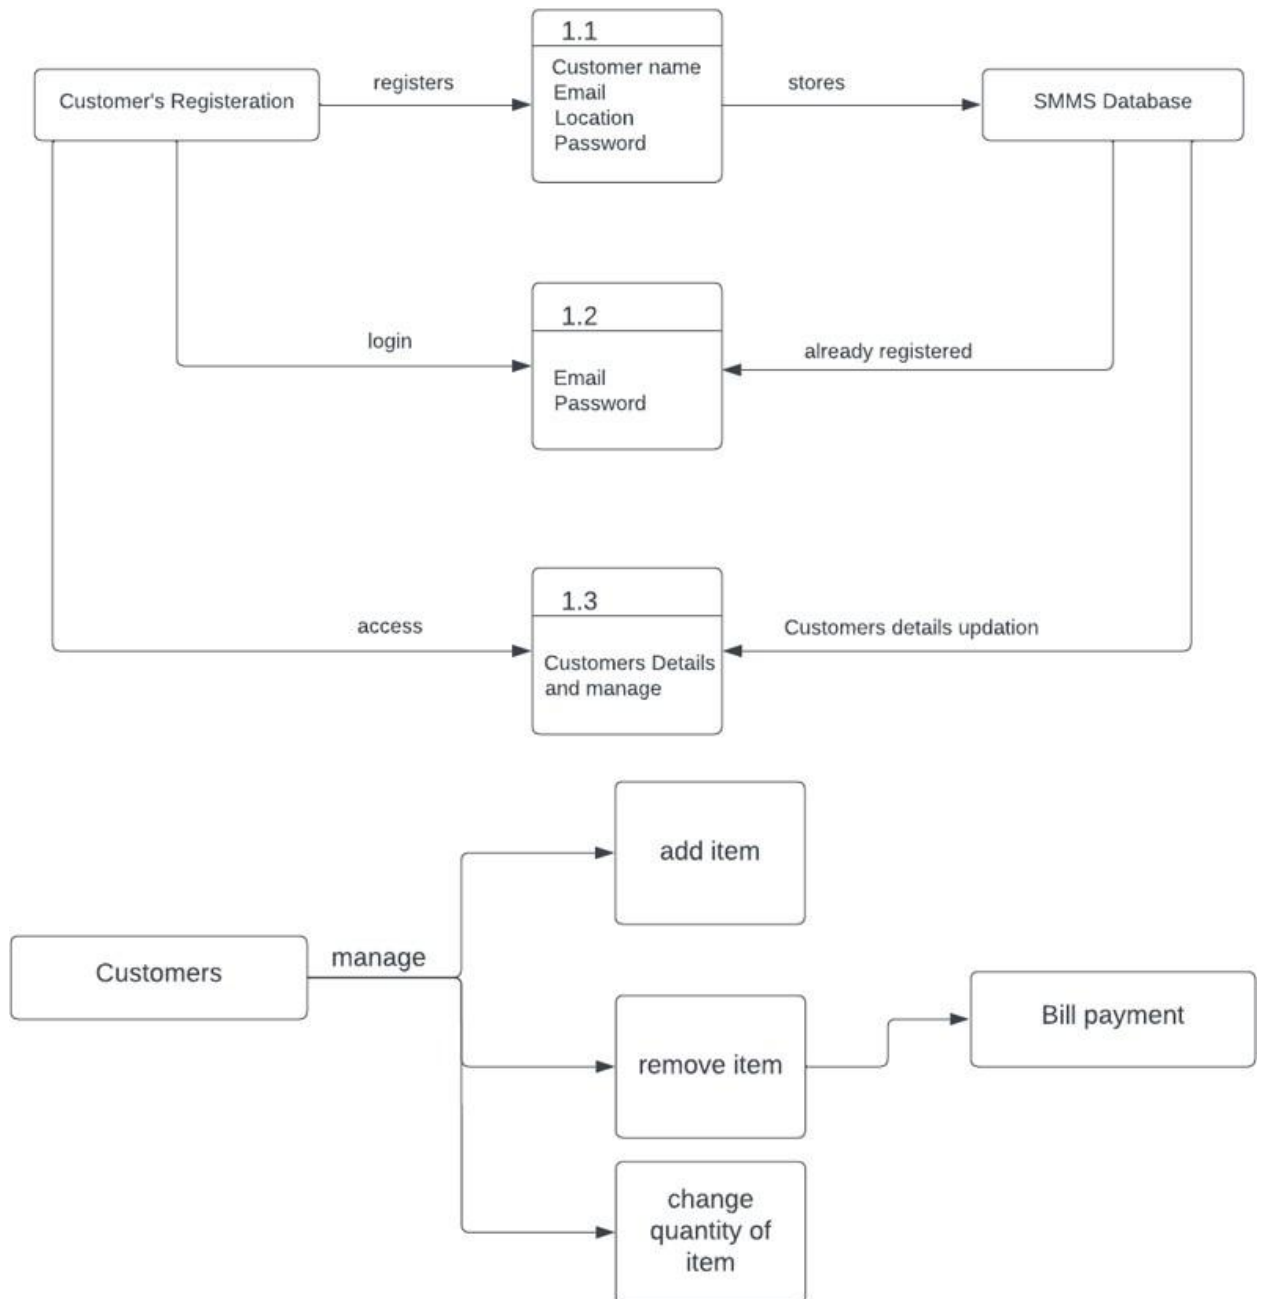 1.1
Customer name
Email
Location
Password
Customer's Registeration
registers
stores
SMMS Database
1.2
Email
Password
login
already registered
1.3
Customers Details
and manage
access
Customers details updation
add item
Customers
manage
remove item
Bill payment
change
quantity of
item